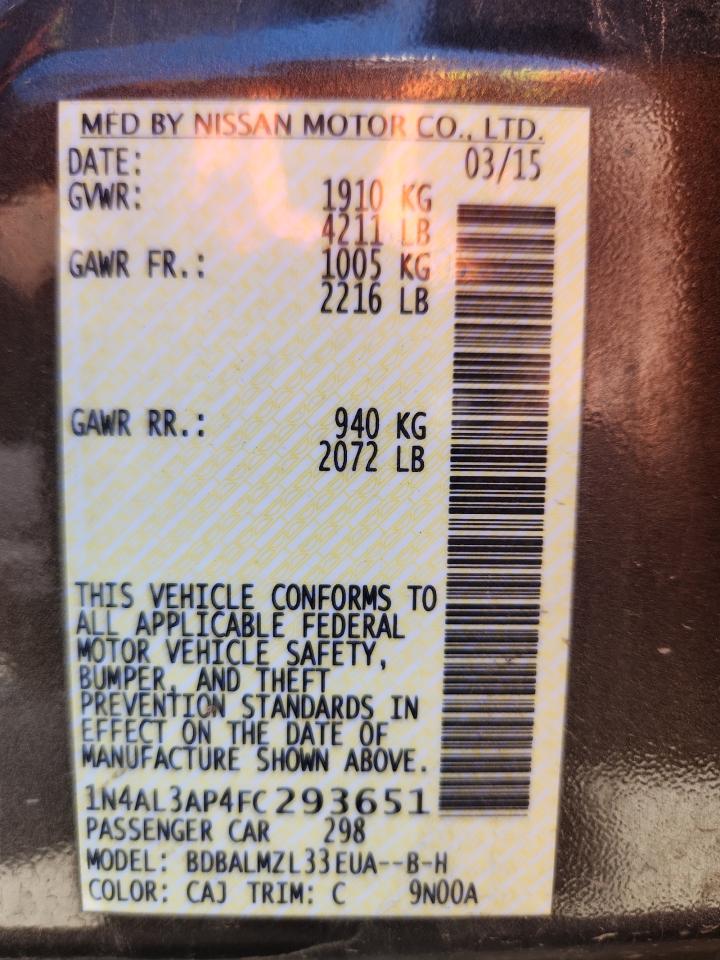 MFD BY NISSAN MOTOR CO., LTD.
DATE: 03/15
GVWR: 1910 KG
4211 LB
GAWR FR.: 1005 KG
2216 LB
GAWR RR.: 940 KG
2072 LB
THIS VEHICLE CONFORMS TO
ALL APPLICABLE FEDERAL
MOTOR VEHICLE SAFETY,
BUMPER, AND THEFT
PREVENTION STANDARDS IN
EFFECT ON THE DATE OF
MANUFACTURE SHOWN ABOVE.
1N4AL3AP4FC293651
PASSENGER CAR 298
MODEL: BDBALMZL33EUA--B-H
COLOR: CAJ TRIM: C 9N00A